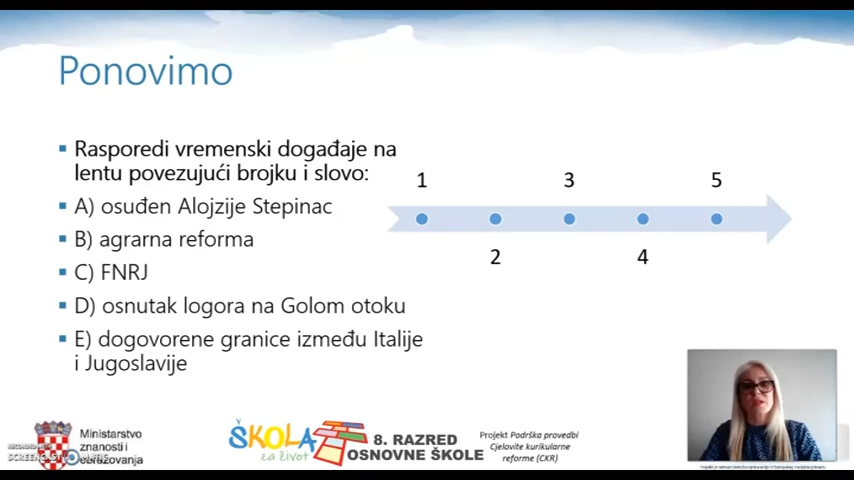 Ponovimo
Rasporedi vremenski događaje na
lentu povezujući brojku i slovo:
A) osuđen Alojzije Stepinac
B) agrarna reforma
C) FNRJ
D) osnutak logora na Golom otoku
E) dogovorene granice između Italije
i Jugoslavije
1
3
5
2
4
Ministarstvo
znanosti i
obrazovanja
ŠKOLA
za život
8. RAZRED
OSNOVNE ŠKOLE
Projekt Podrška provedbi
Cjelovite kurikularne
reforme (CKR)